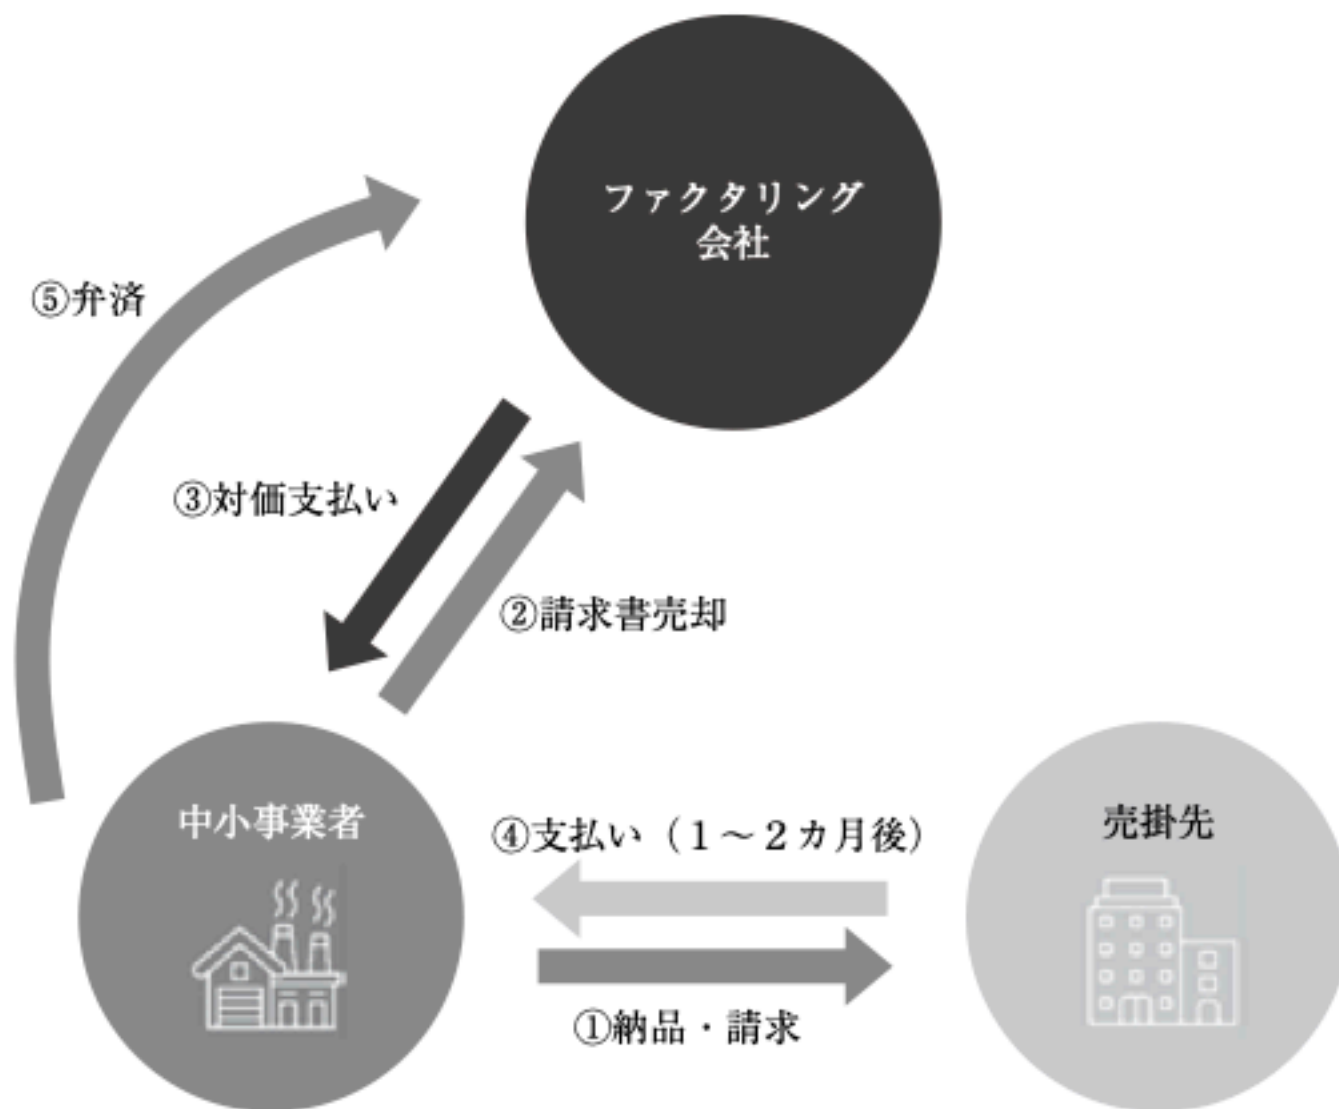 ファクタリング
会社
⑤弁済
③対価支払い
②請求書売却
中小事業者
④支払い（１～２カ月後）
売掛先
①納品・請求